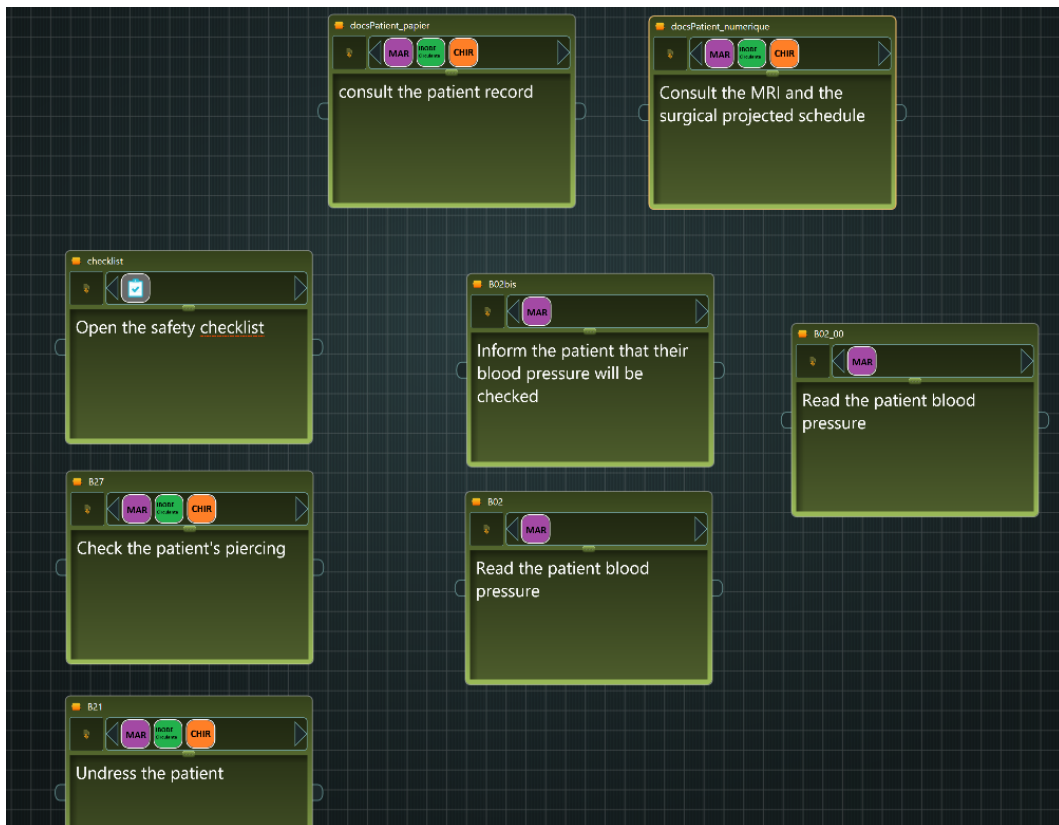 docsPatient_papier
MAR
CHIR
consult the patient record
docsPatient_numerique
MAR
CHIR
Consult the MRI and the
surgical projected schedule
checklist
Open the safety checklist
B02bis
MAR
Inform the patient that their
blood pressure will be
checked
B02_00
MAR
Read the patient blood
pressure
B27
MAR
CHIR
Check the patient's piercing
B02
MAR
Read the patient blood
pressure
B21
MAR
CHIR
Undress the patient